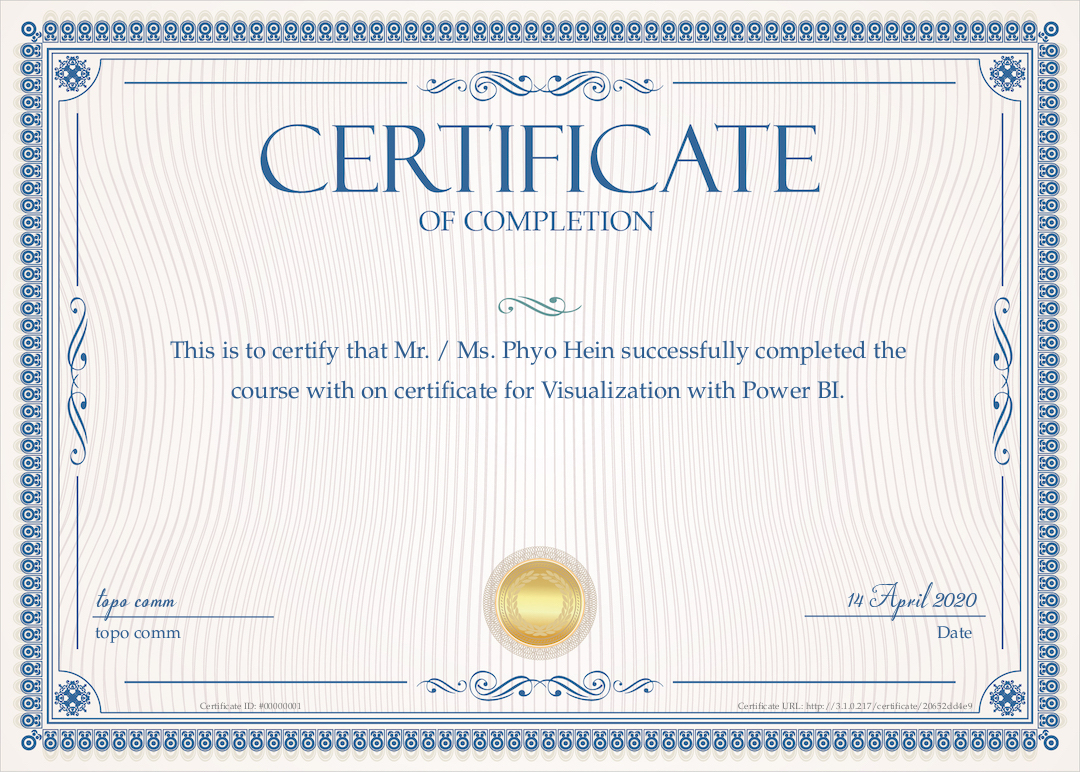 CERTIFICATE
OF COMPLETION
This is to certify that Mr. / Ms. Phyo Hein successfully completed the
course with on certificate for Visualization with Power BI.
topo comm
14 April 2020
topo comm
Date
Certificate ID: #00000001
Certificate URL: http://3.1.0.217/certificate/20652dd4e9